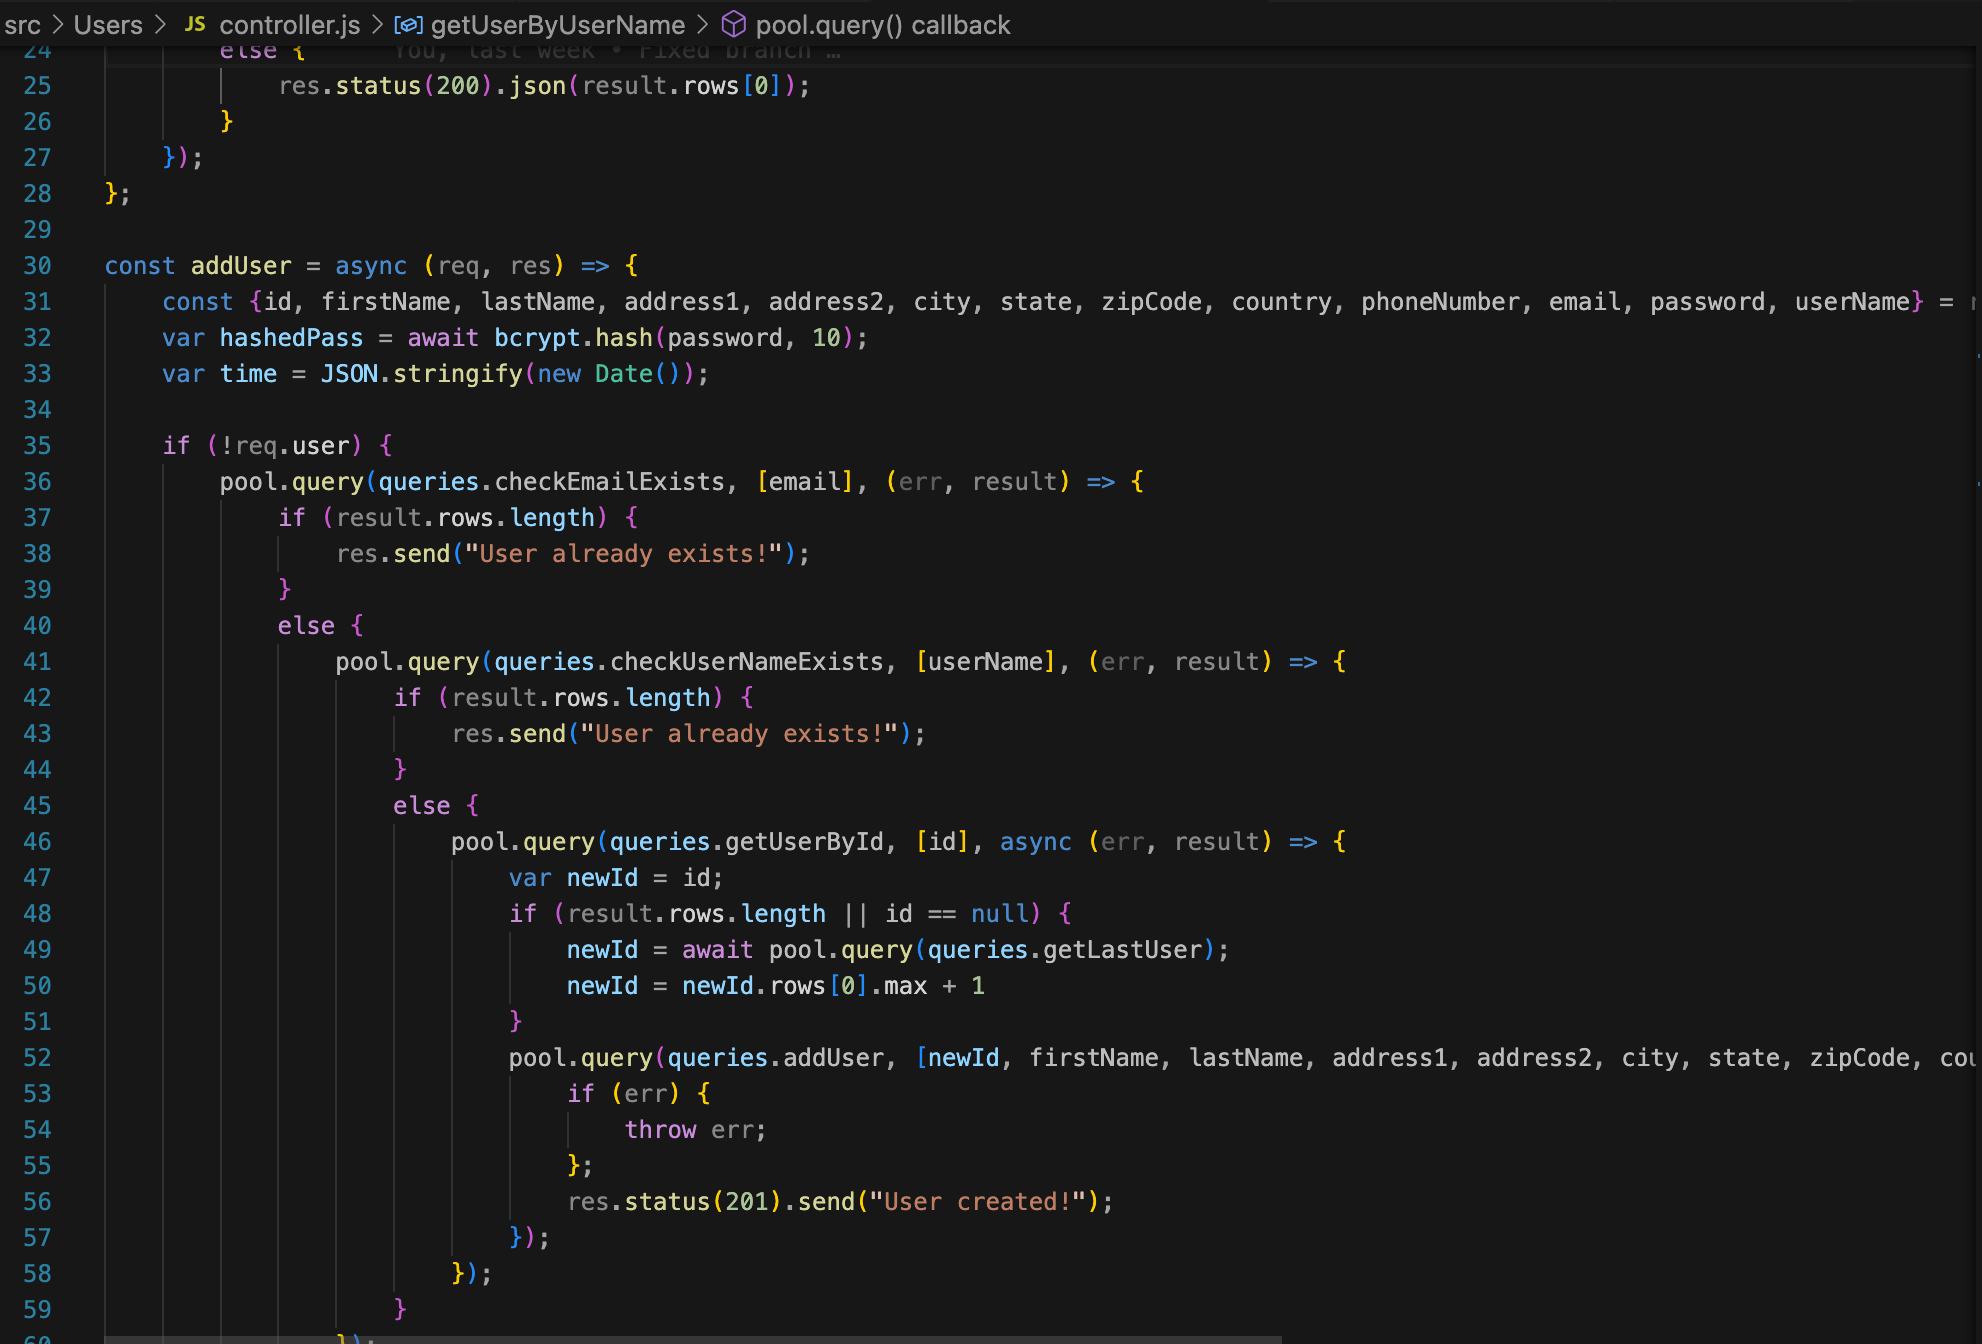 src > Users > JS controller.js > getUserByUserName > pool.query() callback
24 else { You, last week • Fixed branch …
25 res.status(200).json(result.rows[0]);
26 }
27 });
28 };
29
30 const addUser = async (req, res) => {
31 const {id, firstName, lastName, address1, address2, city, state, zipCode, country, phoneNumber, email, password, userName} =
32 var hashedPass = await bcrypt.hash(password, 10);
33 var time = JSON.stringify(new Date());
34
35 if (!req.user) {
36 pool.query(queries.checkEmailExists, [email], (err, result) => {
37 if (result.rows.length) {
38 res.send("User already exists!");
39 }
40 else {
41 pool.query(queries.checkUserNameExists, [userName], (err, result) => {
42 if (result.rows.length) {
43 res.send("User already exists!");
44 }
45 else {
46 pool.query(queries.getUserById, [id], async (err, result) => {
47 var newId = id;
48 if (result.rows.length || id == null) {
49 newId = await pool.query(queries.getLastUser);
50 newId = newId.rows[0].max + 1
51 }
52 pool.query(queries.addUser, [newId, firstName, lastName, address1, address2, city, state, zipCode, cou
53 if (err) {
54 throw err;
55 };
56 res.status(201).send("User created!");
57 });
58 });
59 }
60 });